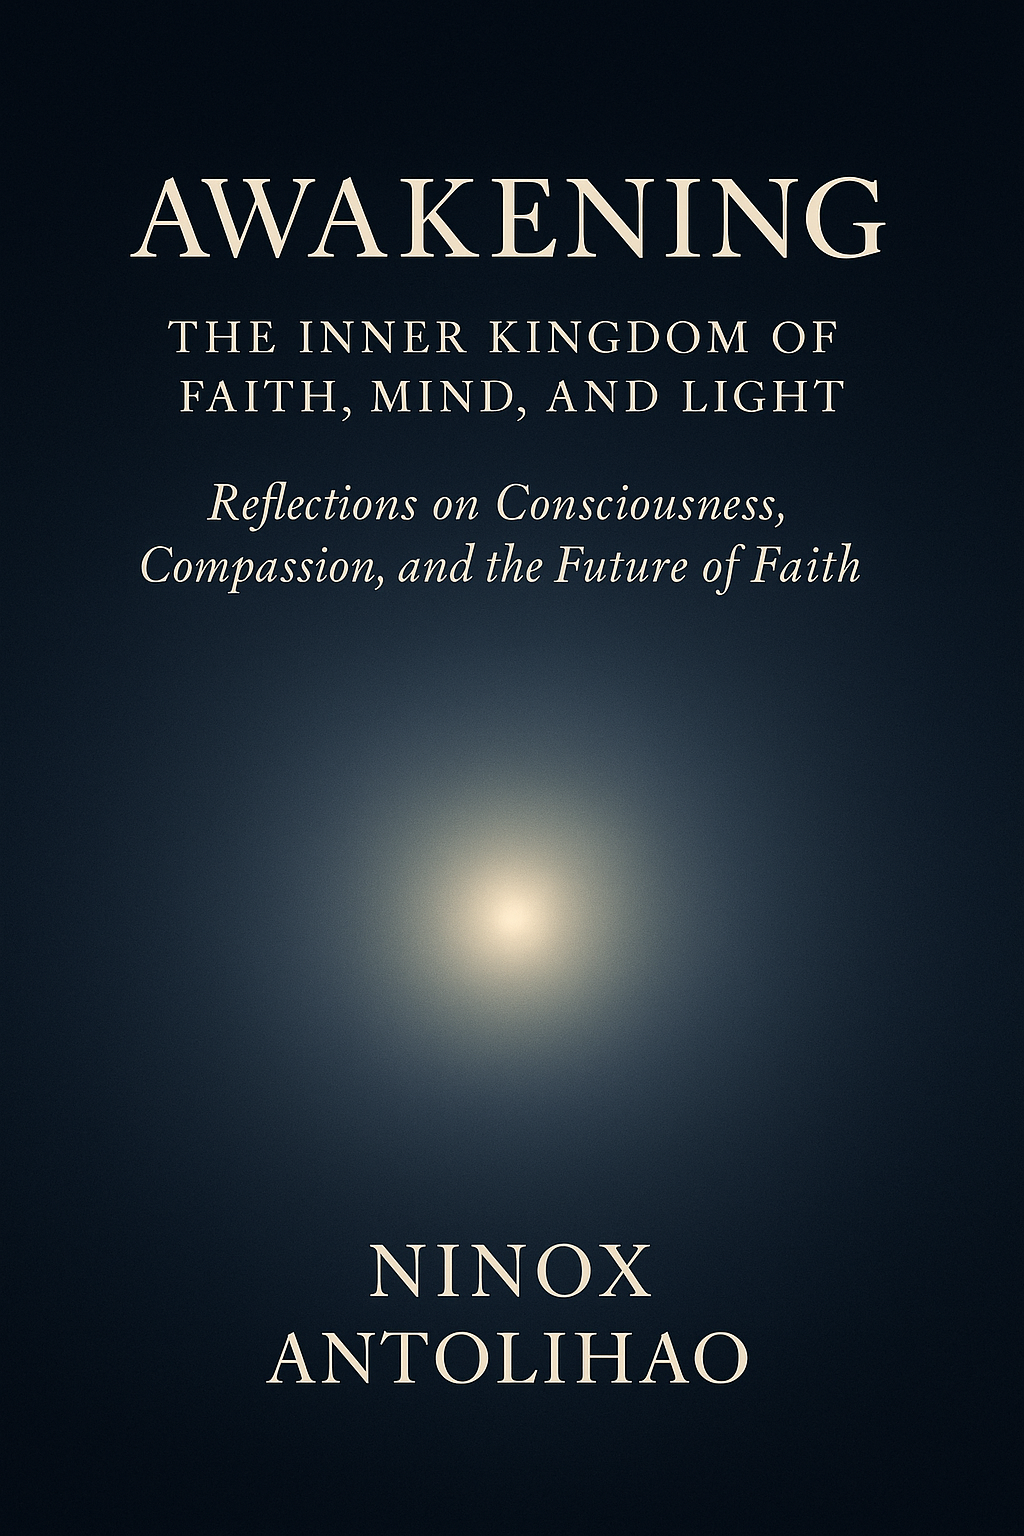 AWAKENING
THE INNER KINGDOM OF
FAITH, MIND, AND LIGHT
Reflections on Consciousness,
Compassion, and the Future of Faith
NINOX
ANTOLIHAO